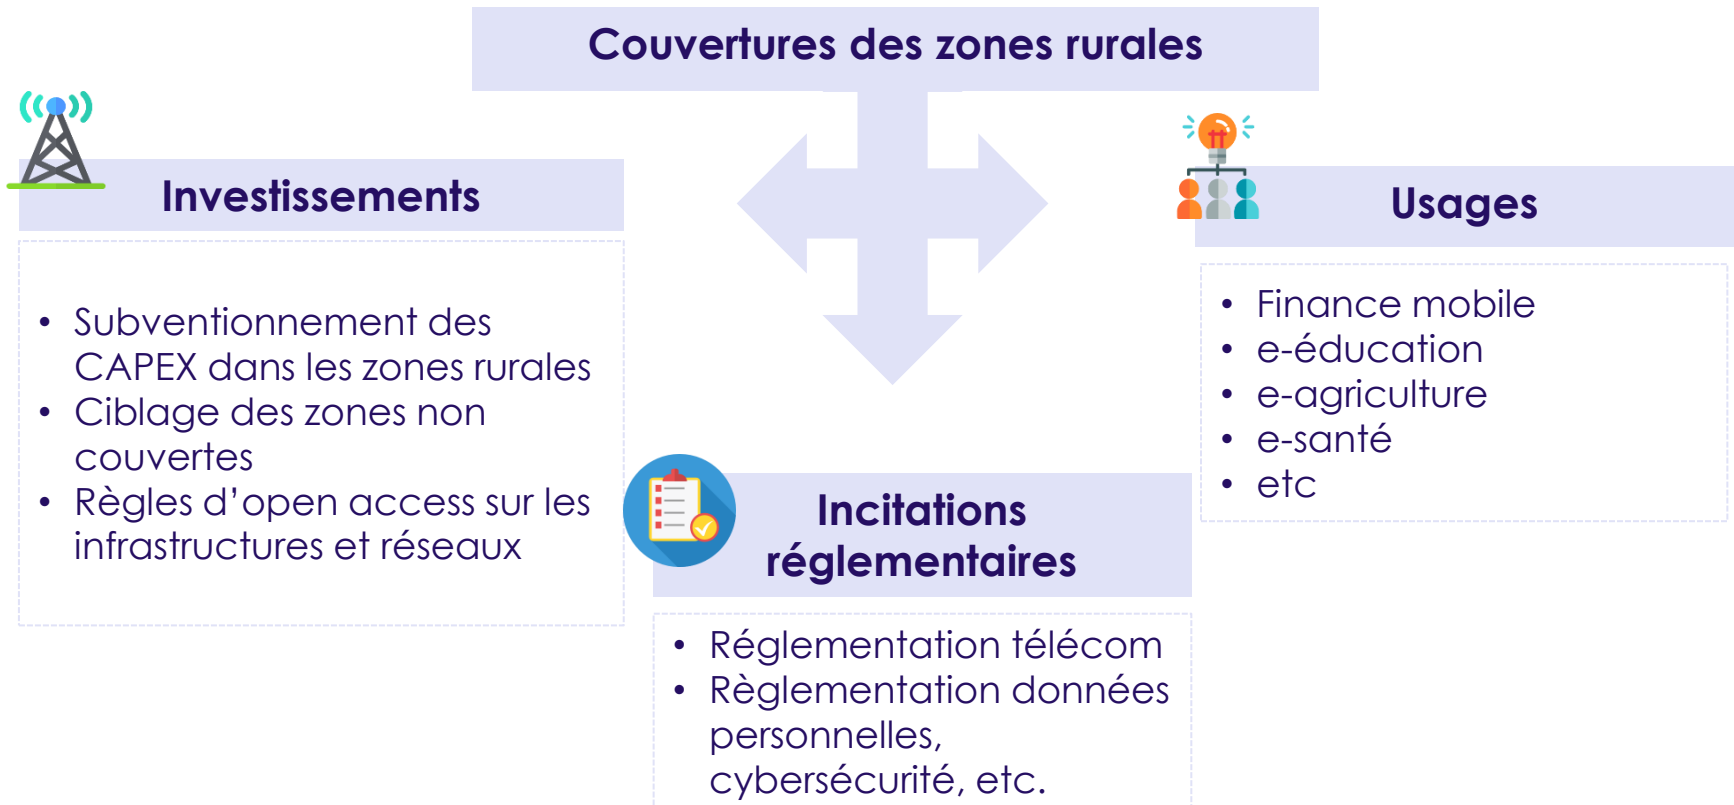 Couvertures des zones rurales
Investissements
• Subventionnement des
CAPEX dans les zones rurales
• Ciblage des zones non
couvertes
• Règles d’open access sur les
infrastructures et réseaux
Incitations
réglementaires
• Réglementation télécom
• Règlementation données
personnelles,
cybersécurité, etc.
Usages
• Finance mobile
• e-éducation
• e-agriculture
• e-santé
• etc